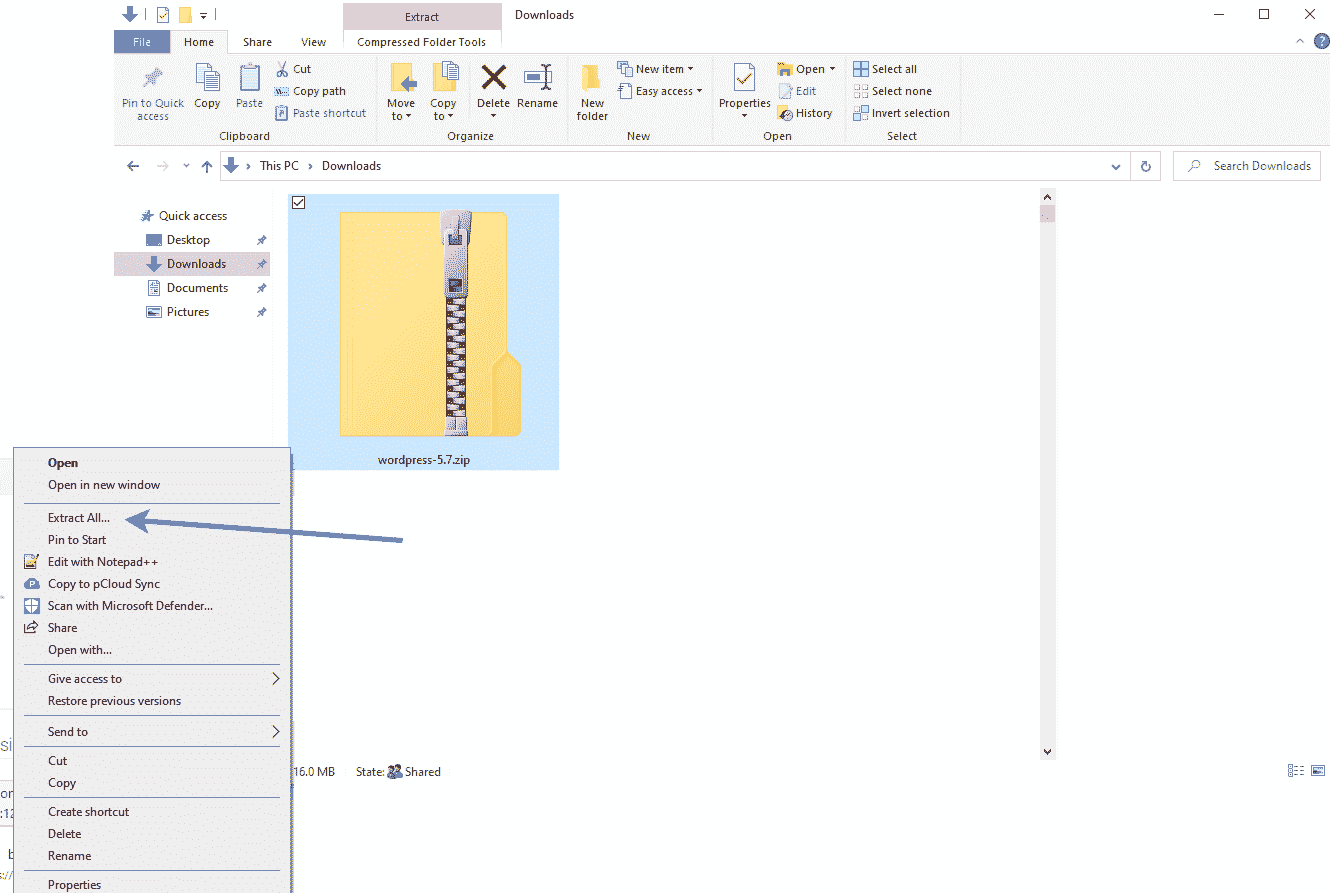 Extract
Downloads
File
Home
Share
View
Compressed Folder Tools
Pin to Quick access
Copy
Paste
Cut
Copy path
Paste shortcut
Clipboard
Move to
Copy to
Delete
Rename
Organize
New folder
New item
Easy access
New
Properties
Open
Edit
History
Open
Select all
Select none
Invert selection
Select
This PC
Downloads
Search Downloads
Quick access
Desktop
Downloads
Documents
Pictures
wordpress-5.7.zip
Open
Open in new window
Extract All...
Pin to Start
Edit with Notepad++
Copy to pCloud Sync
Scan with Microsoft Defender...
Share
Open with...
Give access to
Restore previous versions
Send to
Cut
Copy
Create shortcut
Delete
Rename
Properties
16.0 MB
State:
Shared